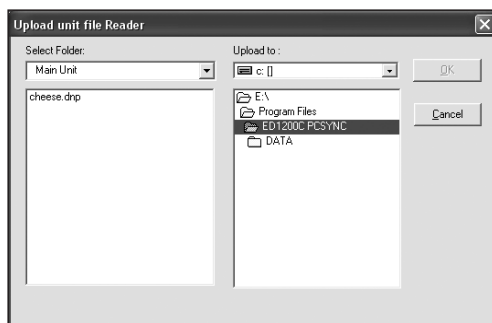 Upload unit file Reader
Select Folder:
Main Unit
cheese.dnp
Upload to :
c: []
E:\
Program Files
ED1200C PCSYNC
DATA
OK
Cancel